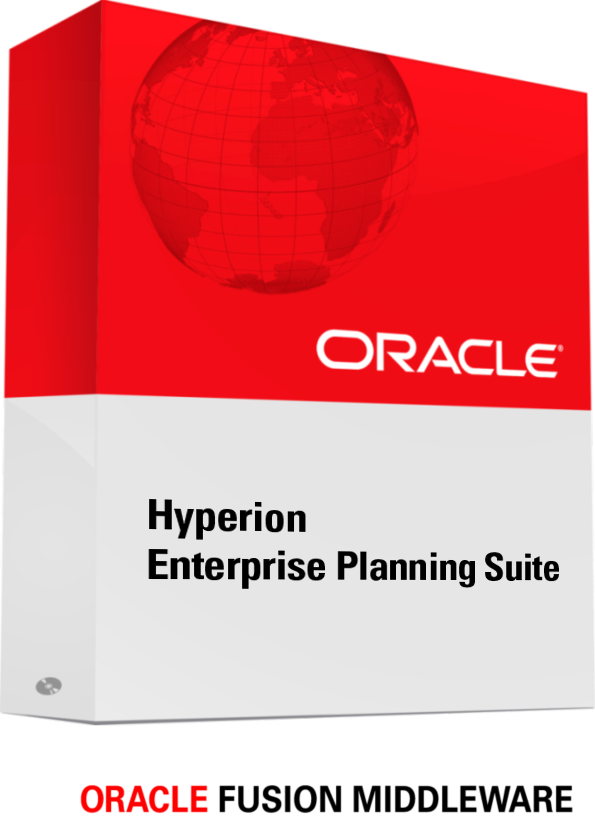 ORACLE®
Hyperion
Enterprise Planning Suite
ORACLE FUSION MIDDLEWARE